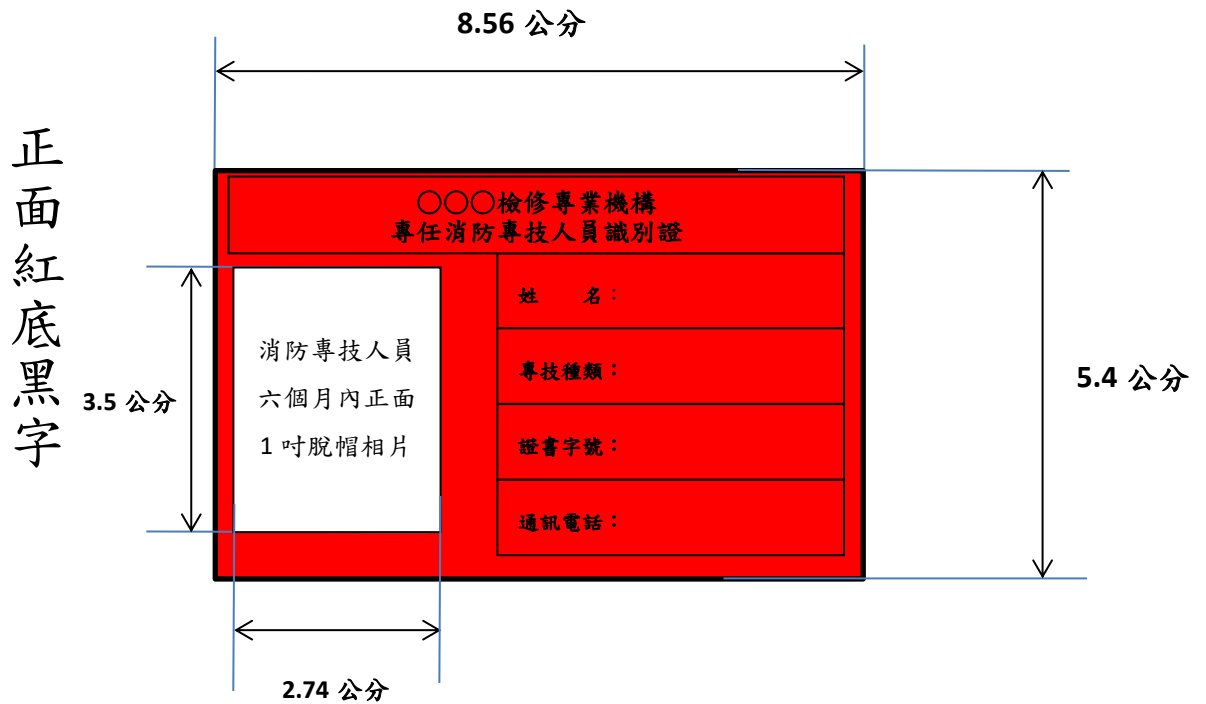 8.56 公分
正面紅底黑字
○○○檢修專業機構
專任消防專技人員識別證
姓　　名：
消防專技人員
六個月內正面
1 吋脫帽相片
專技種類：
證書字號：
通訊電話：
3.5 公分
5.4 公分
2.74 公分